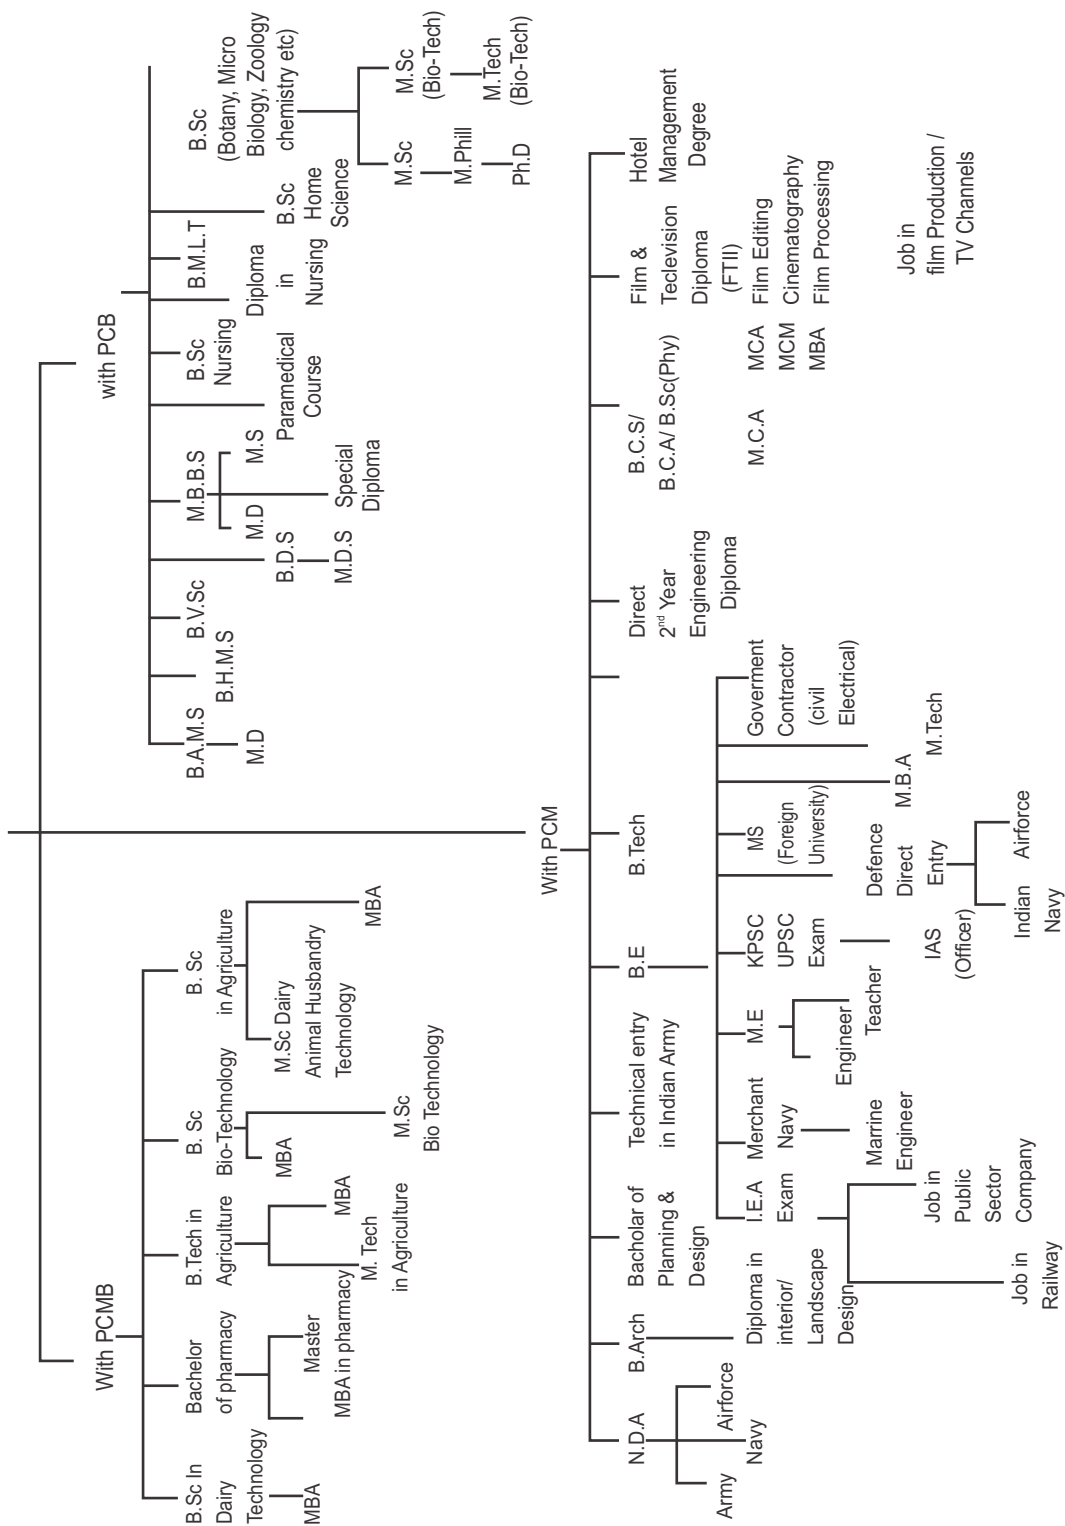 With PCMB
B.Sc In
Dairy
Technology
MBA
Bachelor
of pharmacy
Master
MBA in pharmacy
B.Tech in
Agriculture
MBA
M. Tech
in Agriculture
B. Sc
Bio-Technology
MBA
M.Sc
Bio Technology
B. Sc
in Agriculture
M.Sc Dairy
Animal Husbandry
Technology
MBA
with PCB
B.A.M.S
M.D
B.H.M.S
B.V.Sc
B.D.S
M.D.S
M.B.B.S
M.D
M.S
Special
Diploma
Paramedical
Course
B.Sc
Nursing
Diploma
in
Nursing
B.M.L.T
B.Sc
Home
Science
B.Sc
(Botany, Micro
Biology, Zoology
chemistry etc)
M.Sc
M.Phill
Ph.D
M.Sc
(Bio-Tech)
M.Tech
(Bio-Tech)
With PCM
N.D.A
Army
Navy
Airforce
B.Arch
Diploma in
interior/
Landscape
Design
Bacholar of
Planning &
Design
Technical entry
in Indian Army
B.E
I.E.A
Exam
Job in
Railway
Job in
Public
Sector
Company
Merchant
Navy
Marrine
Engineer
M.E
Engineer
Teacher
KPSC
UPSC
Exam
IAS
(Officer)
Defence
Direct
Entry
Indian
Navy
Airforce
MS
(Foreign
University)
M.B.A
M.Tech
Goverment
Contractor
(civil
Electrical)
B.Tech
Direct
2nd Year
Engineering
Diploma
B.C.S/
B.C.A/ B.Sc(Phy)
M.C.A
MCA
MCM
MBA
Film &
Teclevision
Diploma
(FTII)
Film Editing
Cinematography
Film Processing
Job in
film Production /
TV Channels
Hotel
Management
Degree